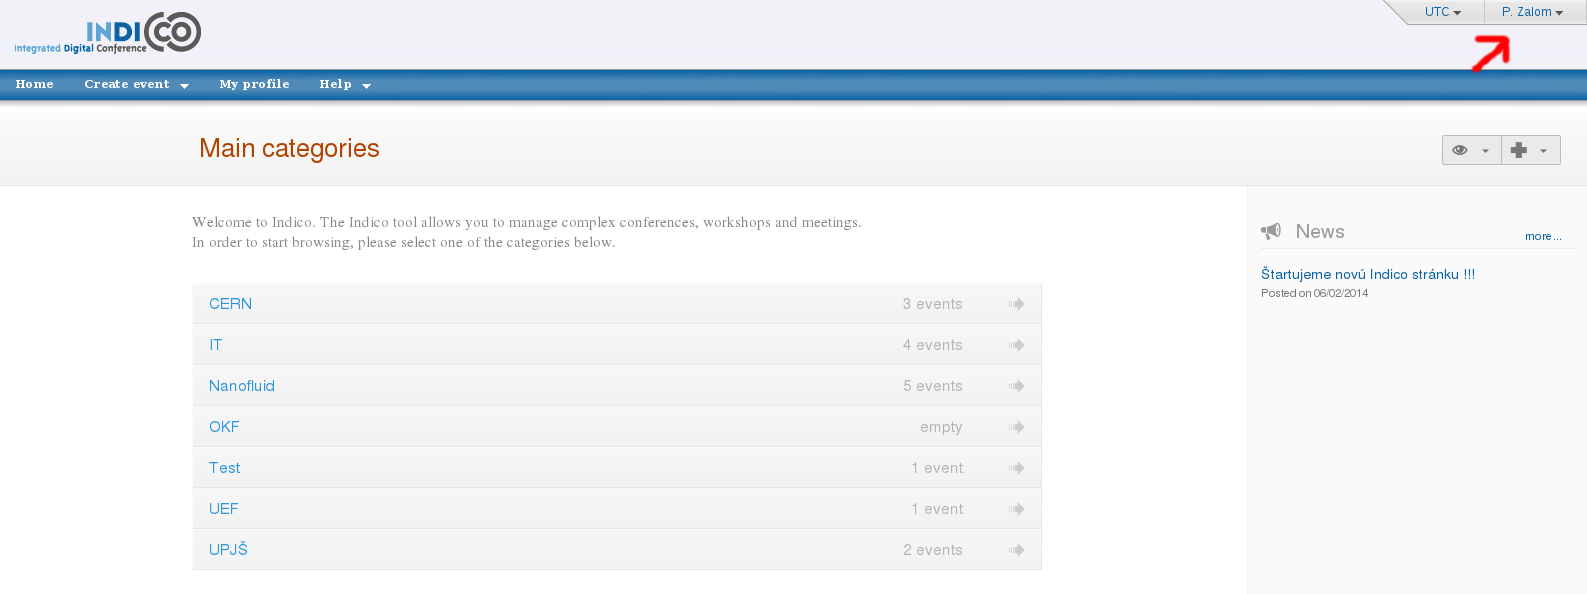 UTC P. Zalom
INDICO
Integrated Digital Conference
Home Create event My profile Help
Main categories
Welcome to Indico. The Indico tool allows you to manage complex conferences, workshops and meetings.
In order to start browsing, please select one of the categories below.
CERN 3 events
IT 4 events
Nanofluid 5 events
OKF empty
Test 1 event
UEF 1 event
UPJŠ 2 events
News more...
Štartujeme novú Indico stránku !!!
Posted on 06/02/2014